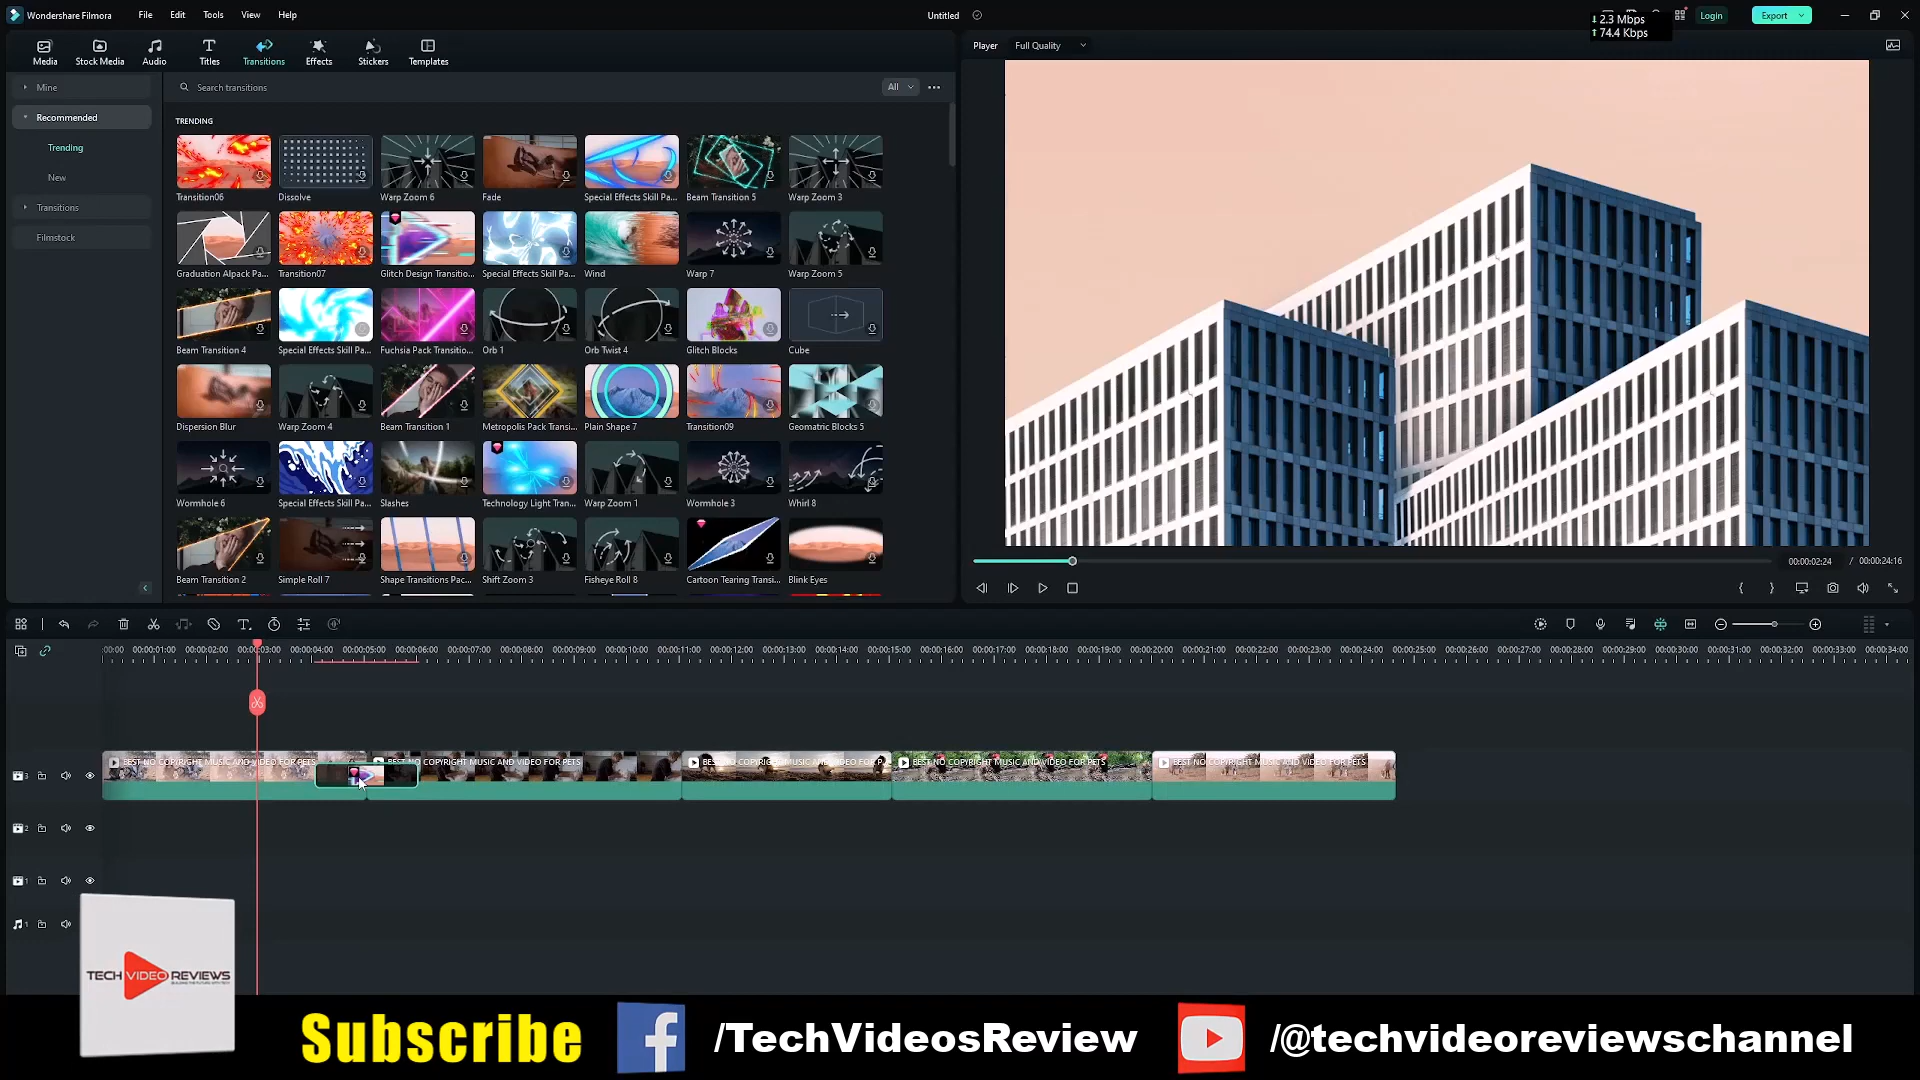 Wondershare Filmora
File
Edit
Tools
View
Help
Untitled
2.3 Mbps
74.4 Kbps
Login
Export
Media
Stock Media
Audio
Titles
Transitions
Effects
Stickers
Templates
Player
Full Quality
Mine
Recommended
Trending
New
Transitions
Filmstock
Search transitions
All
TRENDING
Transition06
Dissolve
Warp Zoom 6
Fade
Special Effects Skill Pa...
Beam Transition 5
Warp Zoom 3
Graduation Alpack Pa...
Transition07
Glitch Design Transitio...
Special Effects Skill Pa...
Wind
Warp 7
Warp Zoom 5
Beam Transition 4
Special Effects Skill Pa...
Fuchsia Pack Transitio...
Orb 1
Orb Twist 4
Glitch Blocks
Cube
Dispersion Blur
Warp Zoom 4
Beam Transition 1
Metropolis Pack Transi...
Plain Shape 7
Transition09
Geomatric Blocks 5
Wormhole 6
Special Effects Skill Pa...
Slashes
Technology Light Tran...
Warp Zoom 1
Wormhole 3
Whirl 8
Beam Transition 2
Simple Roll 7
Shape Transitions Pac...
Shift Zoom 3
Fisheye Roll 8
Cartoon Tearing Transi...
Blink Eyes
00:00:02:24 / 00:00:24:16
:00:00 00:00:01:00 00:00:02:00 00:00:03:00 00:00:04:00 00:00:05:00 00:00:06:00 00:00:07:00 00:00:08:00 00:00:09:00 00:00:10:00 00:00:11:00 00:00:12:00 00:00:13:00 00:00:14:00 00:00:15:00 00:00:16:00 00:00:17:00 00:00:18:00 00:00:19:00 00:00:20:00 00:00:21:00 00:00:22:00 00:00:23:00 00:00:24:00 00:00:25:00 00:00:26:00 00:00:27:00 00:00:28:00 00:00:29:00 00:00:30:00 00:00:31:00 00:00:32:00 00:00:33:00 00:00:34:00
BEST NO COPYRIGHT MUSIC AND VIDEO FOR PETS
BEST NO COPYRIGHT MUSIC AND VIDEO FOR PETS
BEST NO COPYRIGHT MUSIC AND VIDEO FOR P
BEST NO COPYRIGHT MUSIC AND VIDEO FOR PETS
BEST NO COPYRIGHT MUSIC AND VIDEO FOR PETS
3
2
1
1
TECH VIDEO REVIEWS
Subscribe
/TechVideosReview
/@techvideoreviewschannel